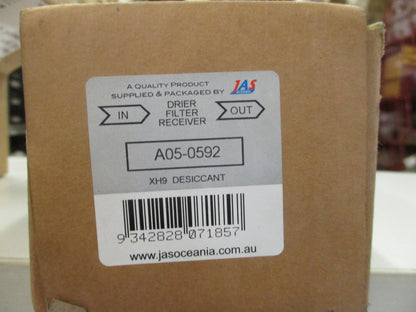 A QUALITY PRODUCT
SUPPLIED & PACKAGED BY JAS
IN
DRIER
FILTER
RECEIVER
OUT
A05-0592
XH9 DESICCANT
9 342828 071857
www.jasoceania.com.au